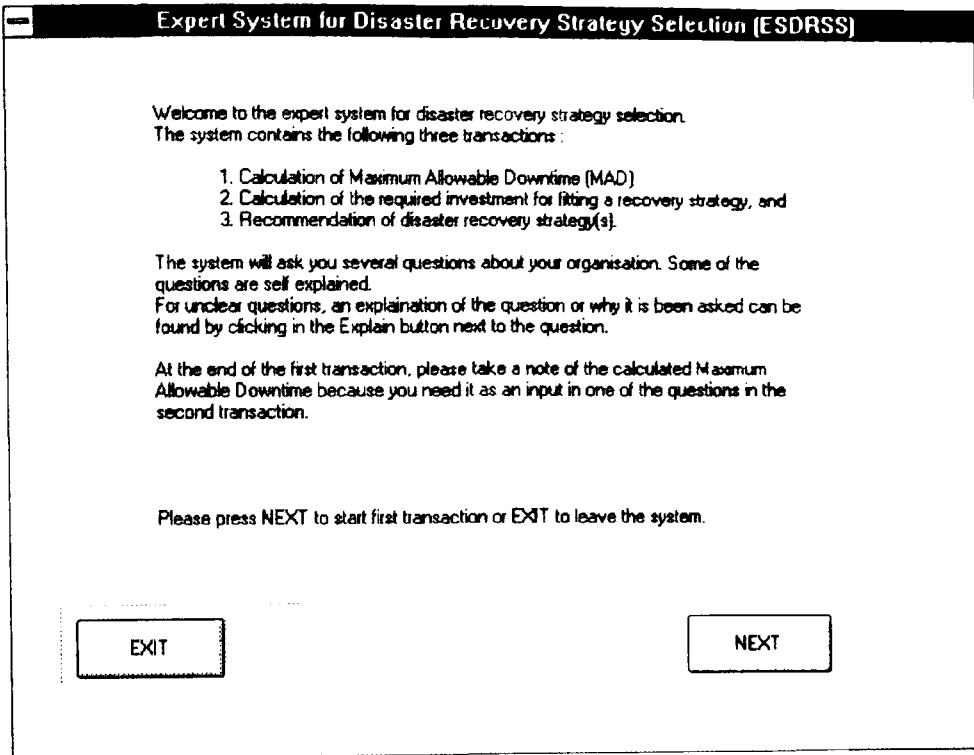 Expert System for Disaster Recovery Strategy Selection (ESDRSS)
Welcome to the expert system for disaster recovery strategy selection.
The system contains the following three transactions :
1. Calculation of Maximum Allowable Downtime (MAD)
2. Calculation of the required investment for fitting a recovery strategy, and
3. Recommendation of disaster recovery strategy(s).
The system will ask you several questions about your organisation. Some of the
questions are self explained.
For unclear questions, an explaination of the question or why it is been asked can be
found by clicking in the Explain button next to the question.
At the end of the first transaction, please take a note of the calculated Maximum
Allowable Downtime because you need it as an input in one of the questions in the
second transaction.
Please press NEXT to start first transaction or EXIT to leave the system.
EXIT
NEXT